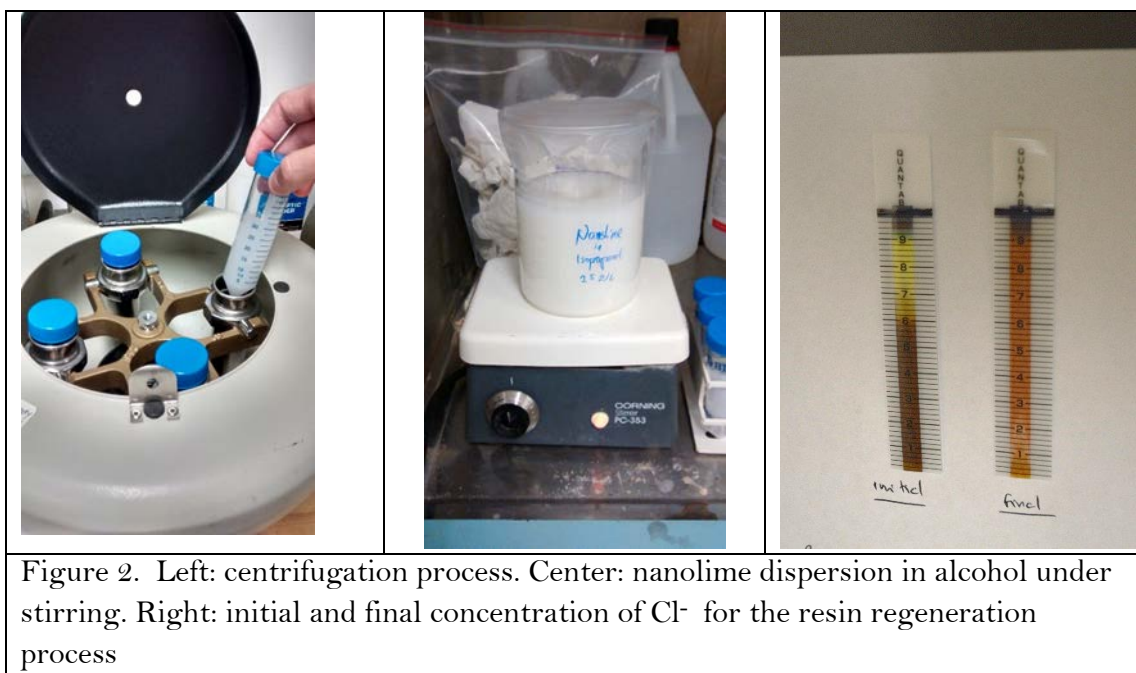 Nanolime
in
Isopropanol
CORNING
Stirrer
PC-353
QUANTAB
9
8
7
6
5
4
3
2
1
initial
QUANTAB
9
8
7
6
5
4
3
2
1
final
Figure 2. Left: centrifugation process. Center: nanolime dispersion in alcohol under
stirring. Right: initial and final concentration of Cl- for the resin regeneration
process